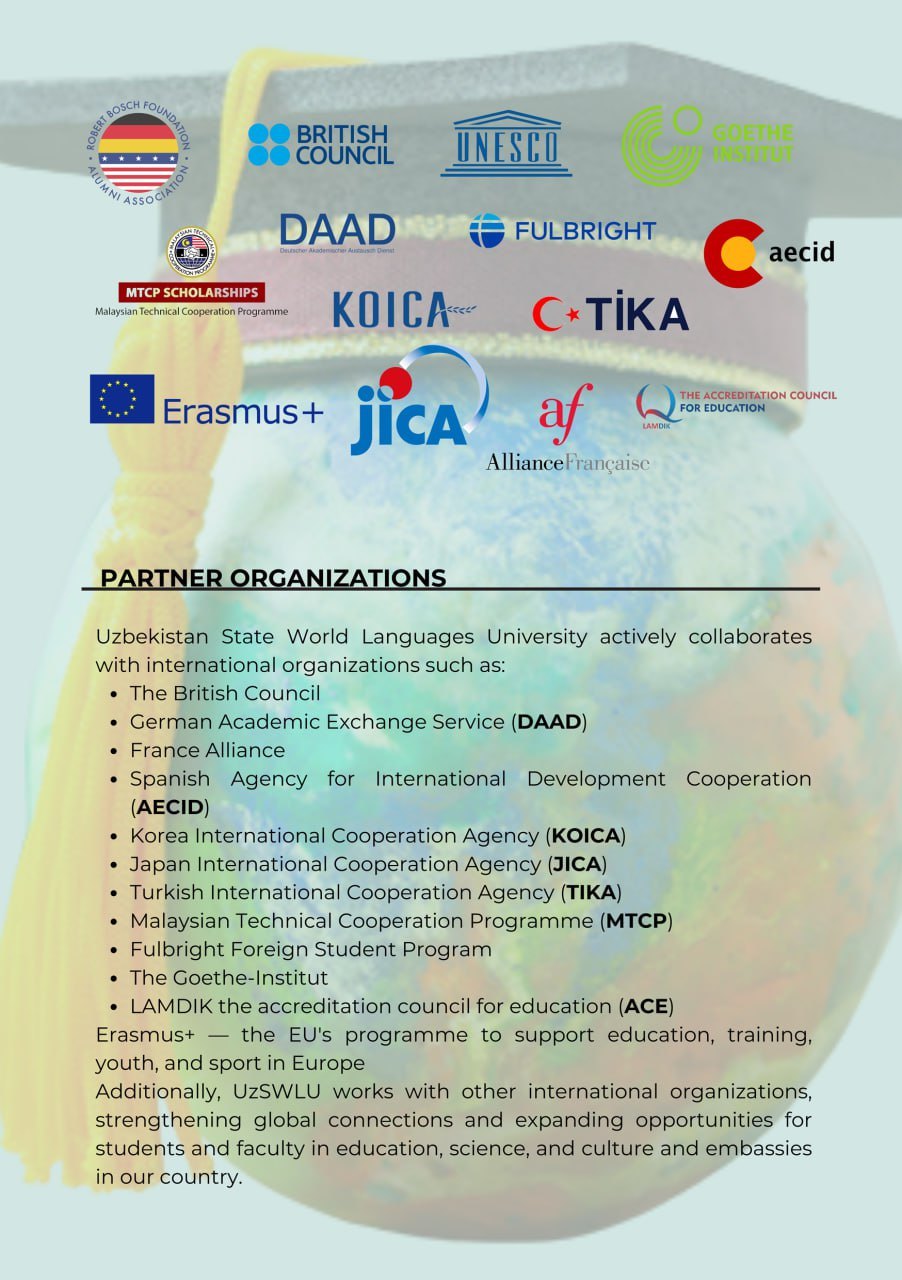 ROBERT BOSCH FOUNDATION
ALUMNI ASSOCIATION
BRITISH
COUNCIL
UNESCO
GOETHE
INSTITUT
MALAYSIAN TECHNICAL
COOPERATION PROGRAMME
MTCP SCHOLARSHIPS
Malaysian Technical Cooperation Programme
DAAD
Deutscher Akademischer Austausch Dienst
FULBRIGHT
aecid
KOICA
TİKA
Erasmus+
jICA
af
AllianceFrançaise
LAMDIK
THE ACCREDITATION COUNCIL
FOR EDUCATION
PARTNER ORGANIZATIONS
Uzbekistan State World Languages University actively collaborates
with international organizations such as:
• The British Council
• German Academic Exchange Service (DAAD)
• France Alliance
• Spanish Agency for International Development Cooperation
(AECID)
• Korea International Cooperation Agency (KOICA)
• Japan International Cooperation Agency (JICA)
• Turkish International Cooperation Agency (TIKA)
• Malaysian Technical Cooperation Programme (MTCP)
• Fulbright Foreign Student Program
• The Goethe-Institut
• LAMDIK the accreditation council for education (ACE)
Erasmus+ — the EU's programme to support education, training,
youth, and sport in Europe
Additionally, UzSWLU works with other international organizations,
strengthening global connections and expanding opportunities for
students and faculty in education, science, and culture and embassies
in our country.